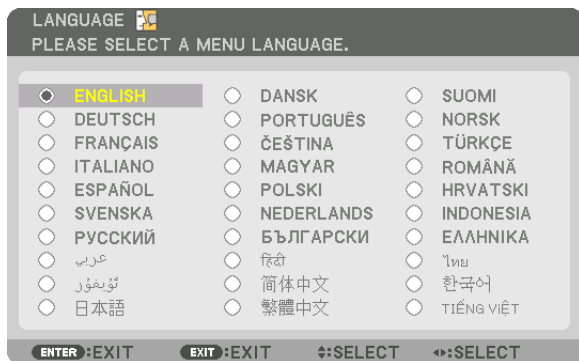 LANGUAGE
PLEASE SELECT A MENU LANGUAGE.
ENGLISH DANSK SUOMI
DEUTSCH PORTUGUÊS NORSK
FRANÇAIS ČEŠTINA TÜRKÇE
ITALIANO MAGYAR ROMÂNĂ
ESPAÑOL POLSKI HRVATSKI
SVENSKA NEDERLANDS INDONESIA
РУССКИЙ БЪЛГАРСКИ ΕΛΛΗΝΙΚΑ
عربي हिंदी ไทย
ئۇيغۇر 简体中文 한국어
日本語 繁體中文 TIẾNG VIỆT
ENTER :EXIT EXIT :EXIT :SELECT :SELECT